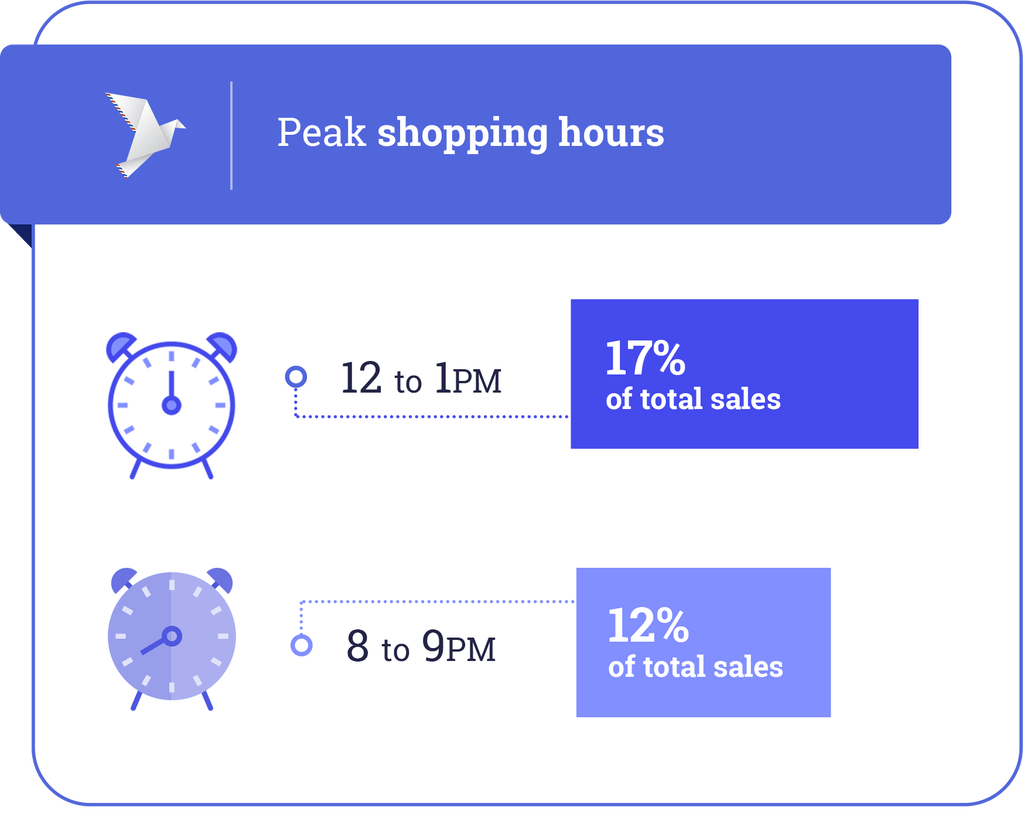 Peak shopping hours
12 to 1PM
17%
of total sales
8 to 9PM
12%
of total sales